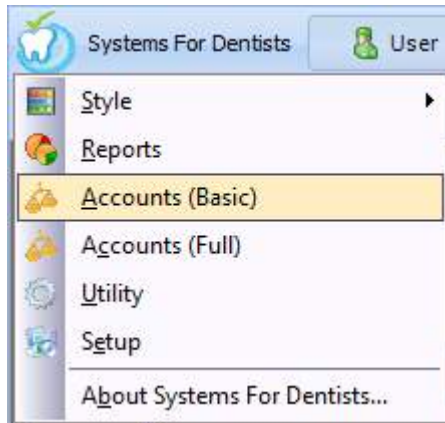 Systems For Dentists User
Style
Reports
Accounts (Basic)
Accounts (Full)
Utility
Setup
About Systems For Dentists...